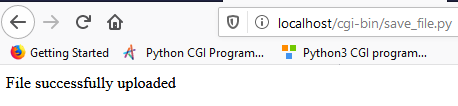 localhost/cgi-bin/save_file.py
Getting Started Python CGI Program... Python3 CGI program...
File successfully uploaded